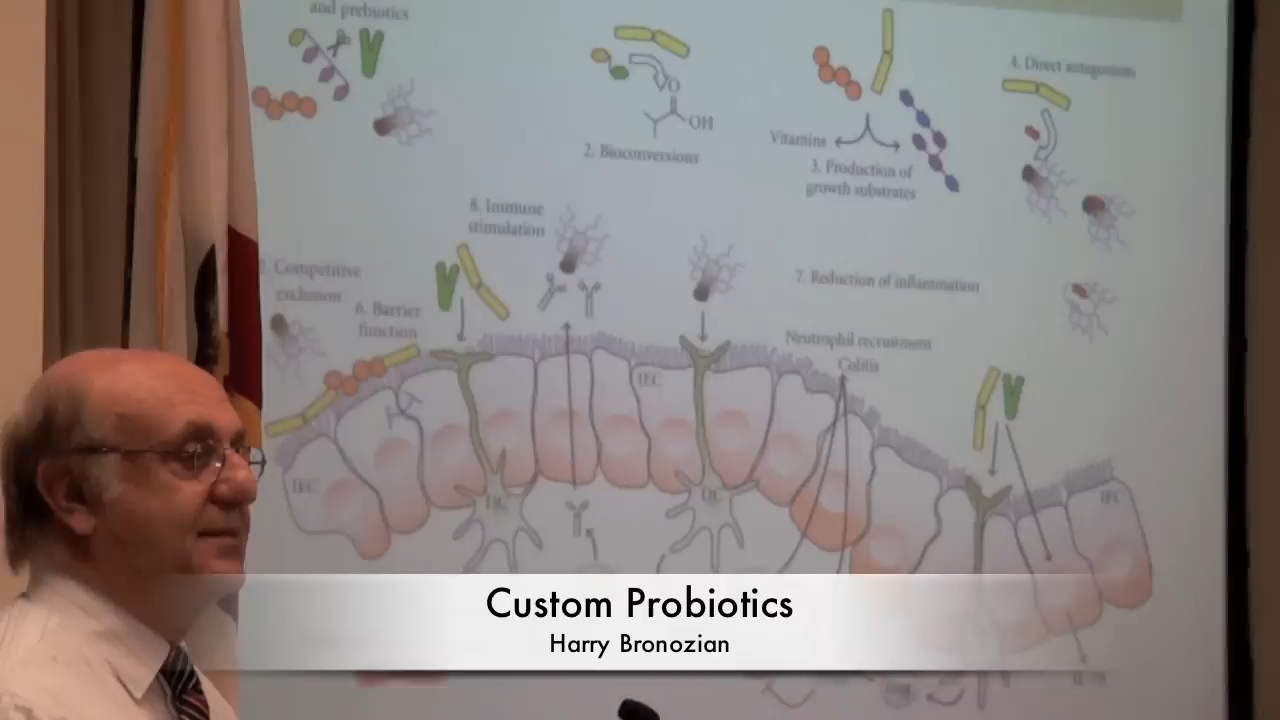 and prebiotics
O
OH
2. Bioconversions
Vitamins
3. Production of
growth substrates
4. Direct antagonism
8. Immune
stimulation
Competitive
exclusion
6. Barrier
function
7. Reduction of inflammation
Neutrophil recruitment
Colitis
IEC
IEC
DC
DC
IEC
Custom Probiotics
Harry Bronozian